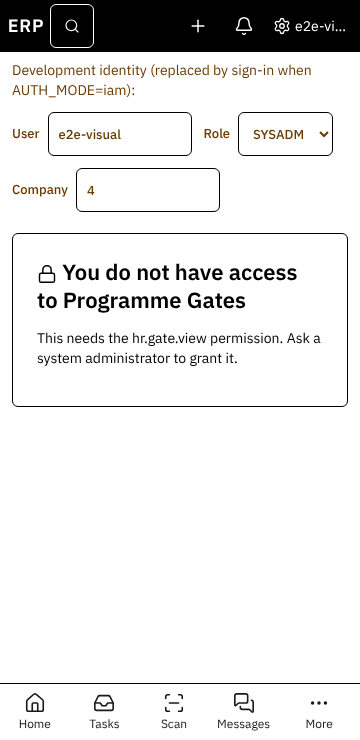 ERP
e2e-vi...
Development identity (replaced by sign-in when
AUTH_MODE=iam):
User e2e-visual Role SYSADM
Company 4
You do not have access
to Programme Gates
This needs the hr.gate.view permission. Ask a
system administrator to grant it.
Home Tasks Scan Messages More